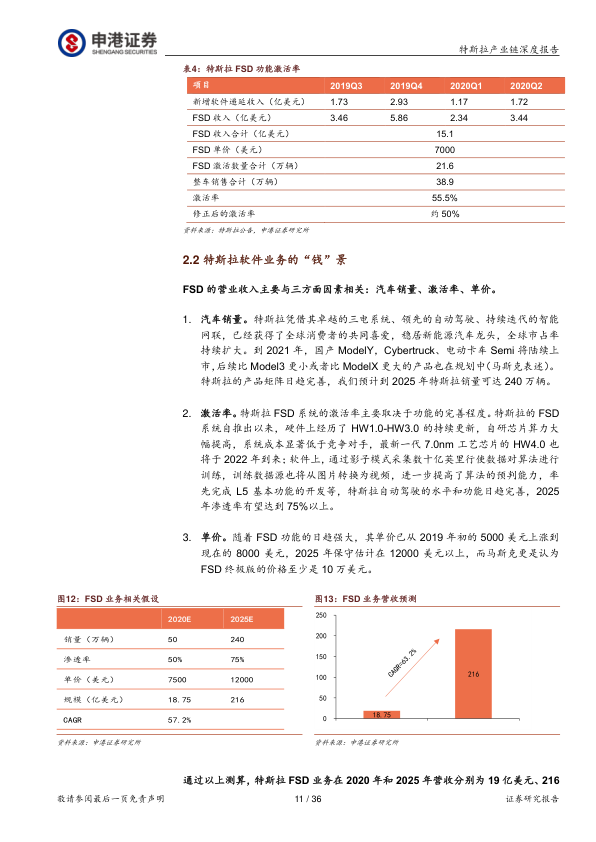 申港证券
SHENGANG SECURITIES
特斯拉产业链深度报告
表4：特斯拉 FSD 功能激活率
项目 2019Q3 2019Q4 2020Q1 2020Q2
新增软件递延收入（亿美元） 1.73 2.93 1.17 1.72
FSD 收入（亿美元） 3.46 5.86 2.34 3.44
FSD 收入合计（亿美元） 15.1
FSD 单价（美元） 7000
FSD 激活数量合计（万辆） 21.6
整车销售合计（万辆） 38.9
激活率 55.5%
修正后的激活率 约 50%
资料来源：特斯拉公告，申港证券研究所
2.2 特斯拉软件业务的“钱”景
FSD 的营业收入主要与三方面因素相关：汽车销量、激活率、单价。
1. 汽车销量。特斯拉凭借其卓越的三电系统、领先的自动驾驶、持续迭代的智能
网联，已经获得了全球消费者的共同喜爱，稳居新能源汽车龙头，全球市占率
持续扩大。到 2021 年，国产 ModelY，Cybertruck、电动卡车 Semi 将陆续上
市，后续比 Model3 更小或者比 ModelX 更大的产品也在规划中（马斯克表述）。
特斯拉的产品矩阵日趋完善，我们预计到 2025 年特斯拉销量可达 240 万辆。
2. 激活率。特斯拉 FSD 系统的激活率主要取决于功能的完善程度。特斯拉的 FSD
系统自推出以来，硬件上经历了 HW1.0-HW3.0 的持续更新，自研芯片算力大
幅提高，系统成本显著低于竞争对手，最新一代 7.0nm 工艺芯片的 HW4.0 也
将于 2022 年到来；软件上，通过影子模式采集数十亿英里行使数据对算法进行
训练，训练数据源也将从图片转换为视频，进一步提高了算法的预判能力，率
先完成 L5 基本功能的开发等，特斯拉自动驾驶的水平和功能日趋完善，2025
年渗透率有望达到 75%以上。
3. 单价。随着 FSD 功能的日趋强大，其单价已从 2019 年初的 5000 美元上涨到
现在的 8000 美元，2025 年保守估计在 12000 美元以上，而马斯克更是认为
FSD 终极版的价格至少是 10 万美元。
图12：FSD 业务相关假设
2020E 2025E
销量（万辆） 50 240
渗透率 50% 75%
单价（美元） 7500 12000
规模（亿美元） 18.75 216
CAGR 57.2%
资料来源：申港证券研究所
图13：FSD 业务营收预测
250
200
150
100
50
0
CAGR=63.2%
18.75
216
资料来源：申港证券研究所
通过以上测算，特斯拉 FSD 业务在 2020 年和 2025 年营收分别为 19 亿美元、216
敬请参阅最后一页免责声明 11 / 36 证券研究报告